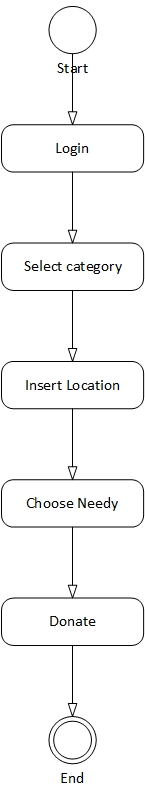 Start
Login
Select category
Insert Location
Choose Needy
Donate
End